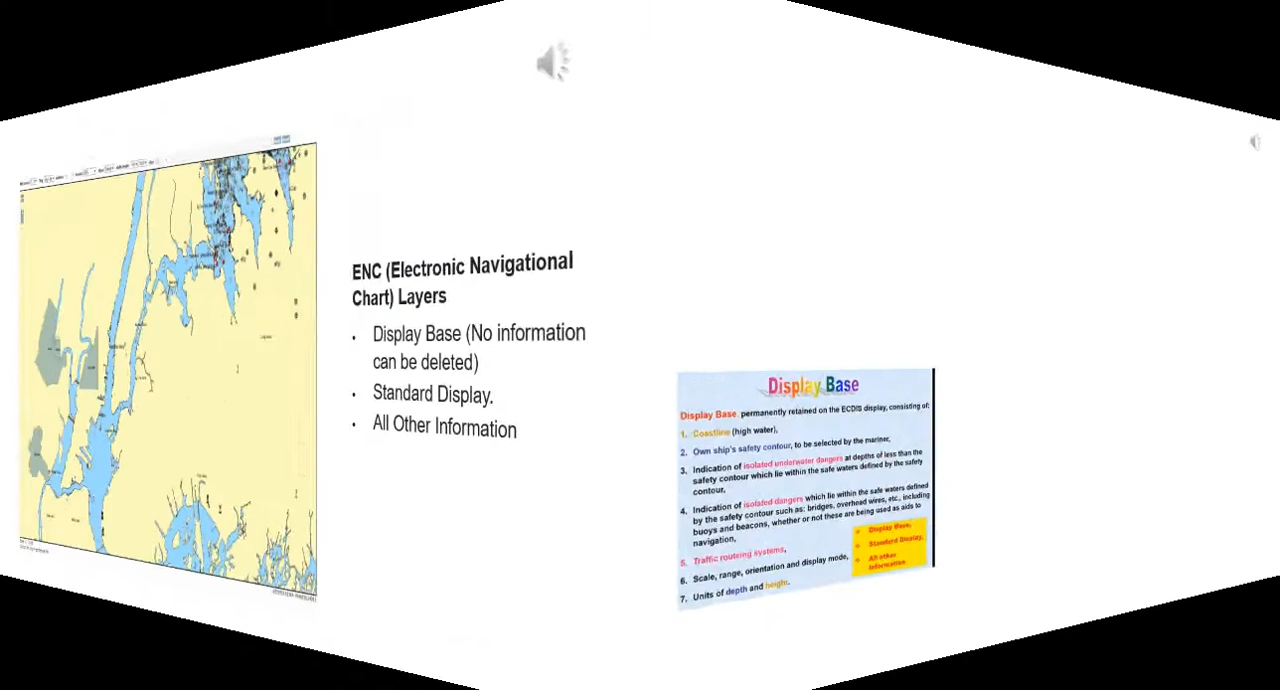 ENC (Electronic Navigational
Chart) Layers
• Display Base (No information
can be deleted)
• Standard Display.
• All Other Information
Display Base
Display Base, permanently retained on the ECDIS display, consisting of:
1. Coastline (high water),
2. Own ship's safety contour, to be selected by the mariner,
3. Indication of isolated underwater dangers at depths of less than the
safety contour which lie within the safe waters defined by the safety
contour,
4. Indication of isolated dangers which lie within the safe waters defined
by the safety contour such as: bridges, overhead wires, etc., including
buoys and beacons, whether or not these are being used as aids to
navigation,
5. Traffic routeing systems,
6. Scale, range, orientation and display mode,
7. Units of depth and height.
Display Base,
Standard Display,
All other
information